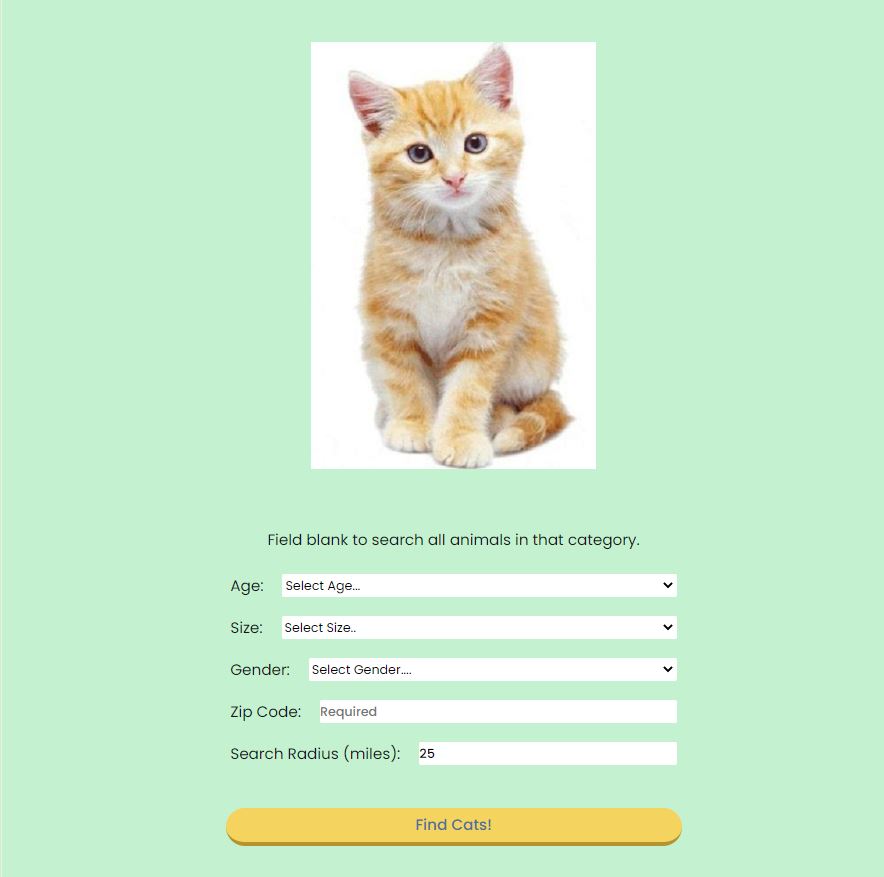 Field blank to search all animals in that category.
Age: Select Age...
Size: Select Size..
Gender: Select Gender....
Zip Code: Required
Search Radius (miles): 25
Find Cats!